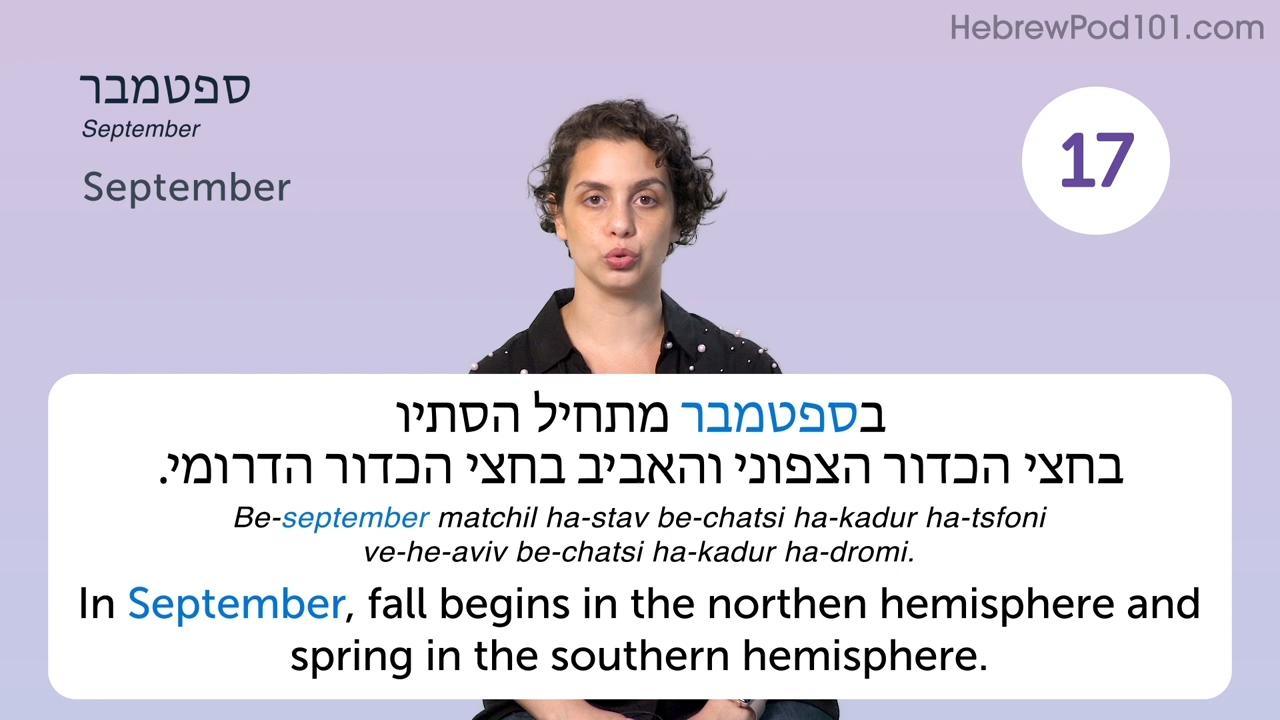 HebrewPod101.com
ספטמבר
September
September
17
בספטמבר מתחיל הסתיו
בחצי הכדור הצפוני והאביב בחצי הכדור הדרומי.
Be-september matchil ha-stav be-chatsi ha-kadur ha-tsfoni
ve-he-aviv be-chatsi ha-kadur ha-dromi.
In September, fall begins in the northen hemisphere and
spring in the southern hemisphere.